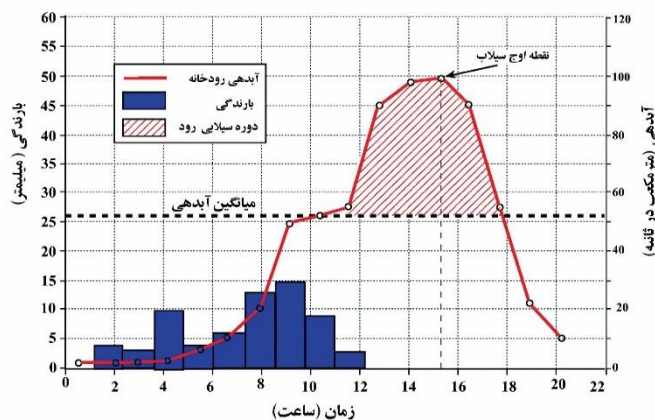 60
55
50
45
40
35
30
25
20
15
10
5
0
بارندگی (میلیمتر)
آبدهی رودخانه
بارندگی
دوره سیلابی رود
نقطه اوج سیلاب
میانگین آبدهی
120
100
80
60
40
20
0
آبدهی (متر مکعب در ثانیه)
0 2 4 6 8 10 12 14 16 18 20 22
زمان (ساعت)